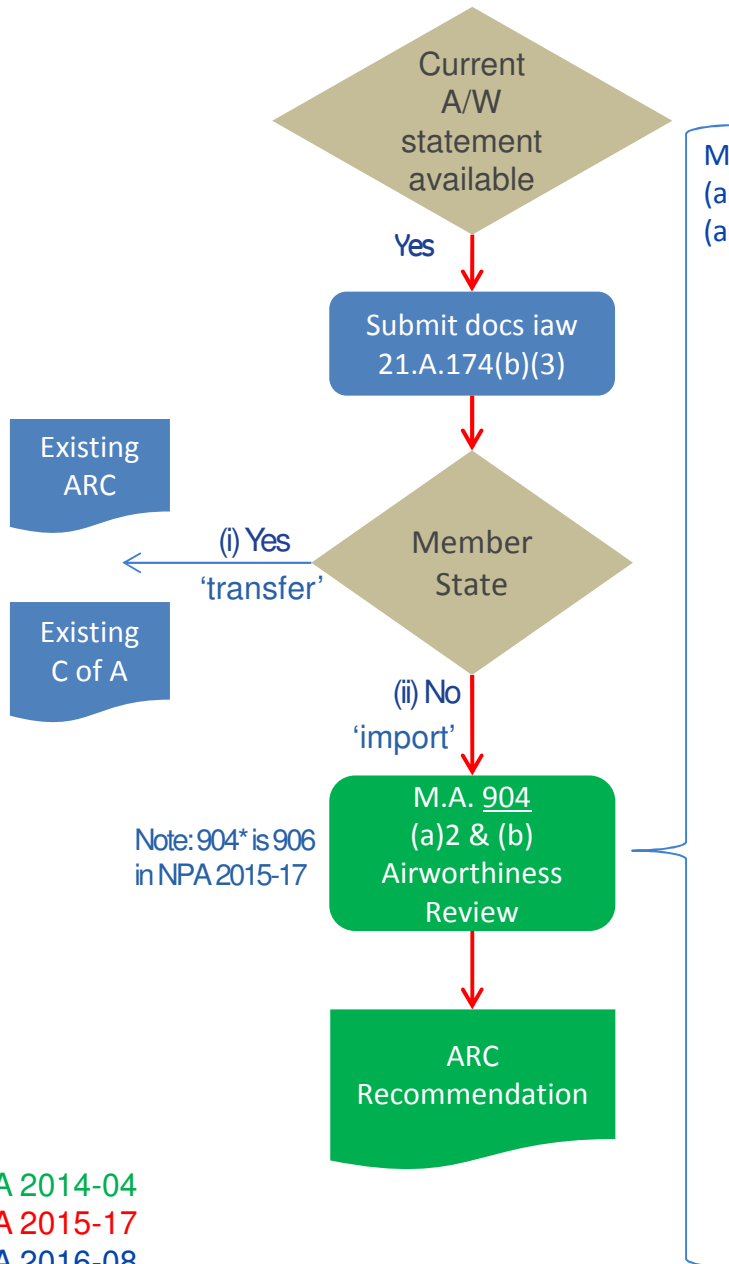 Current
A/W
statement
available
M
(a
(a
Yes
Submit docs iaw
21.A.174(b)(3)
Existing
ARC
(i) Yes
‘transfer’
Member
State
Existing
C of A
(ii) No
‘import’
M.A. 904
(a)2 & (b)
Airworthiness
Review
Note: 904* is 906
in NPA 2015-17
ARC
Recommendation
A 2014-04
A 2015-17
A 2016-08